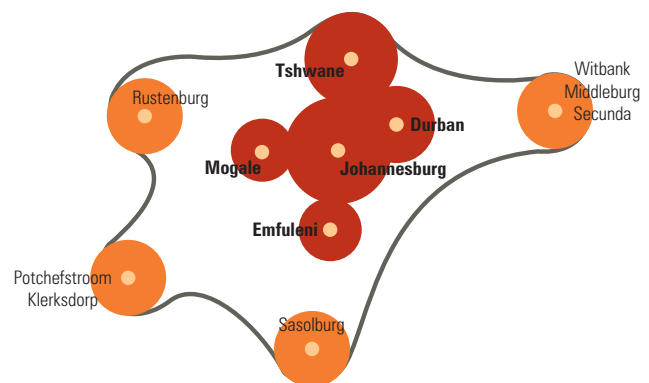 Tshwane
Witbank
Middleburg
Secunda
Rustenburg
Durban
Mogale
Johannesburg
Emfuleni
Potchefstroom
Klerksdorp
Sasolburg